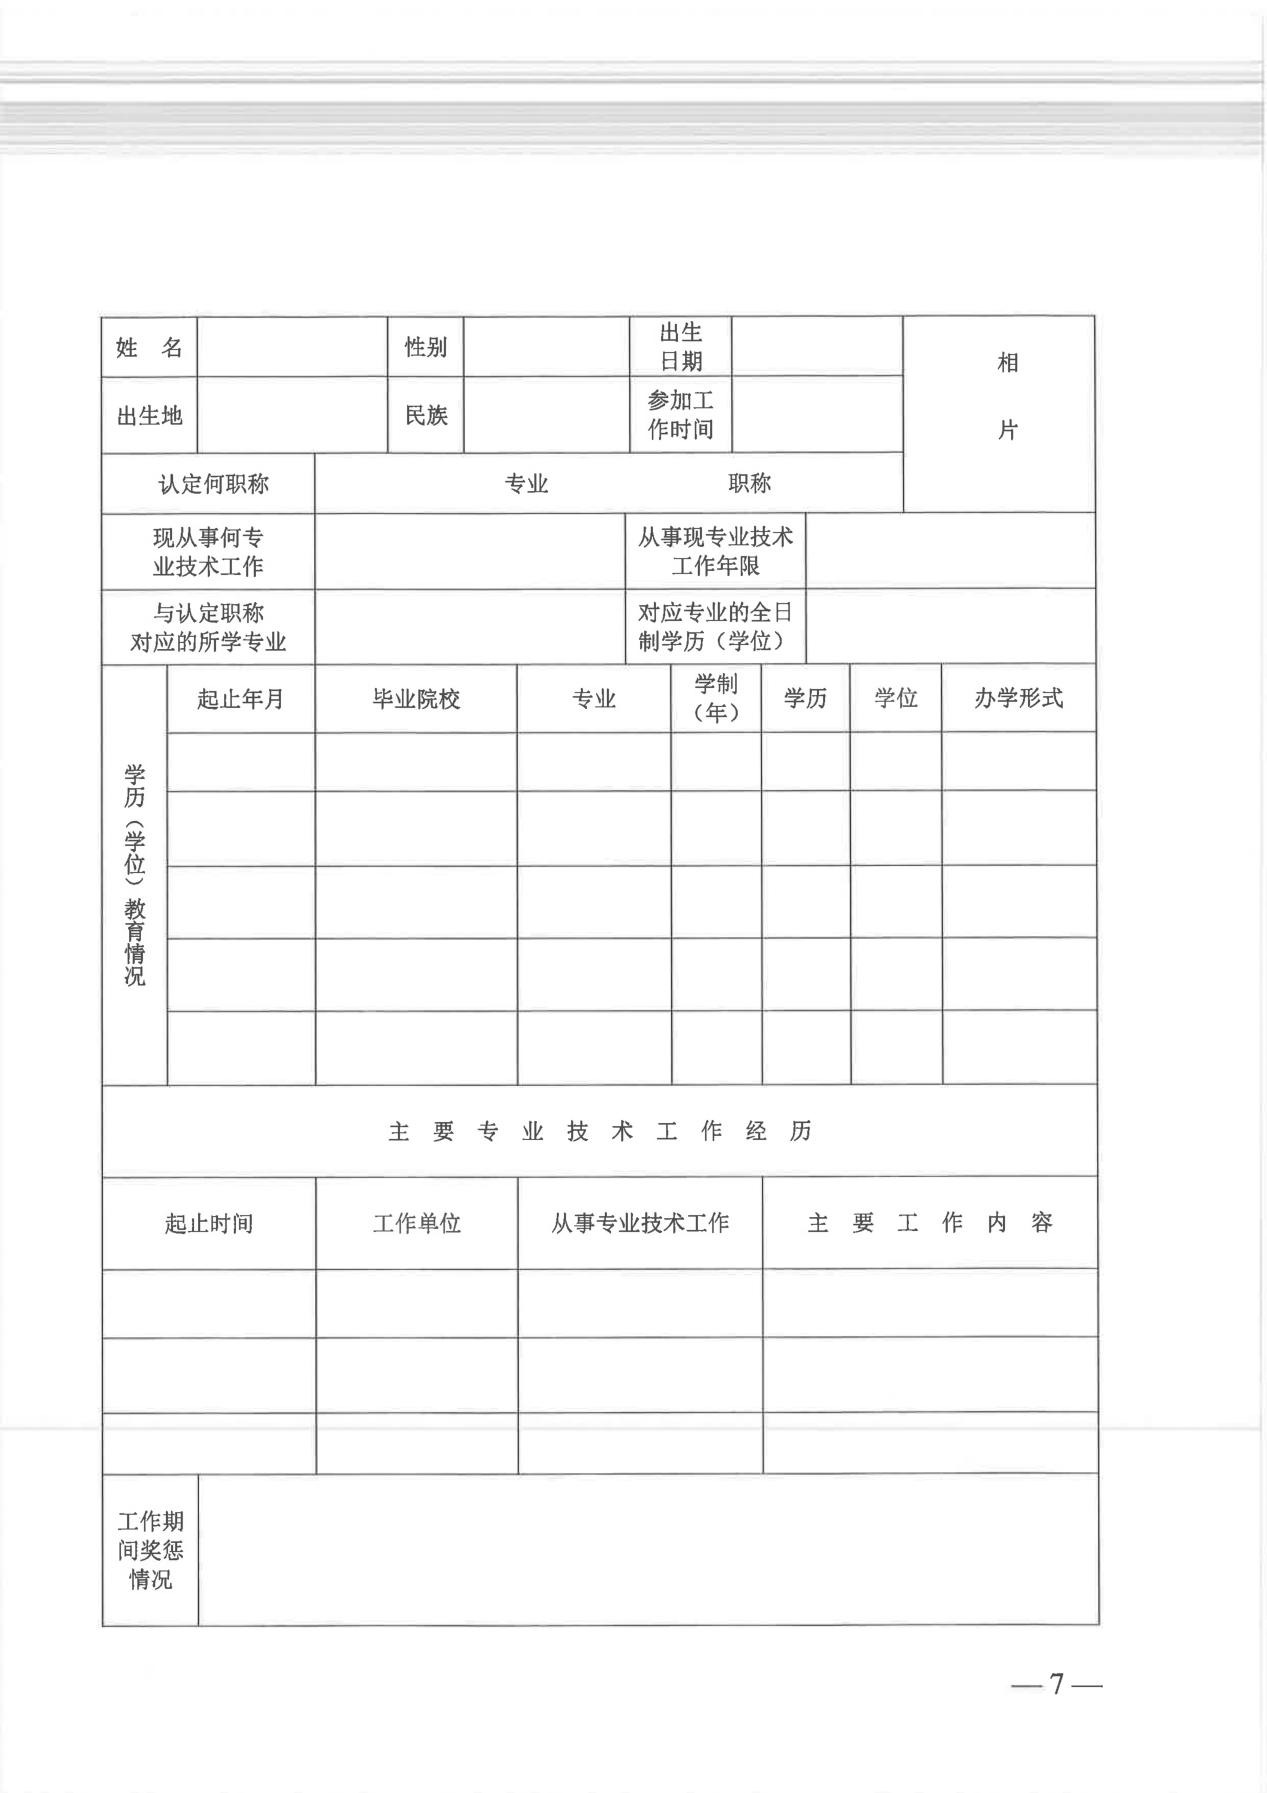 姓 名 性别 出生日期 相片
出生地 民族 参加工作时间
认定何职称 专业 职称
现从事何专业技术工作 从事现专业技术工作年限
与认定职称对应的所学专业 对应专业的全日制学历（学位）
学历（学位）教育情况 起止年月 毕业院校 专业 学制（年） 学历 学位 办学形式
主 要 专 业 技 术 工 作 经 历
起止时间 工作单位 从事专业技术工作 主 要 工 作 内 容
工作期间奖惩情况
—7—